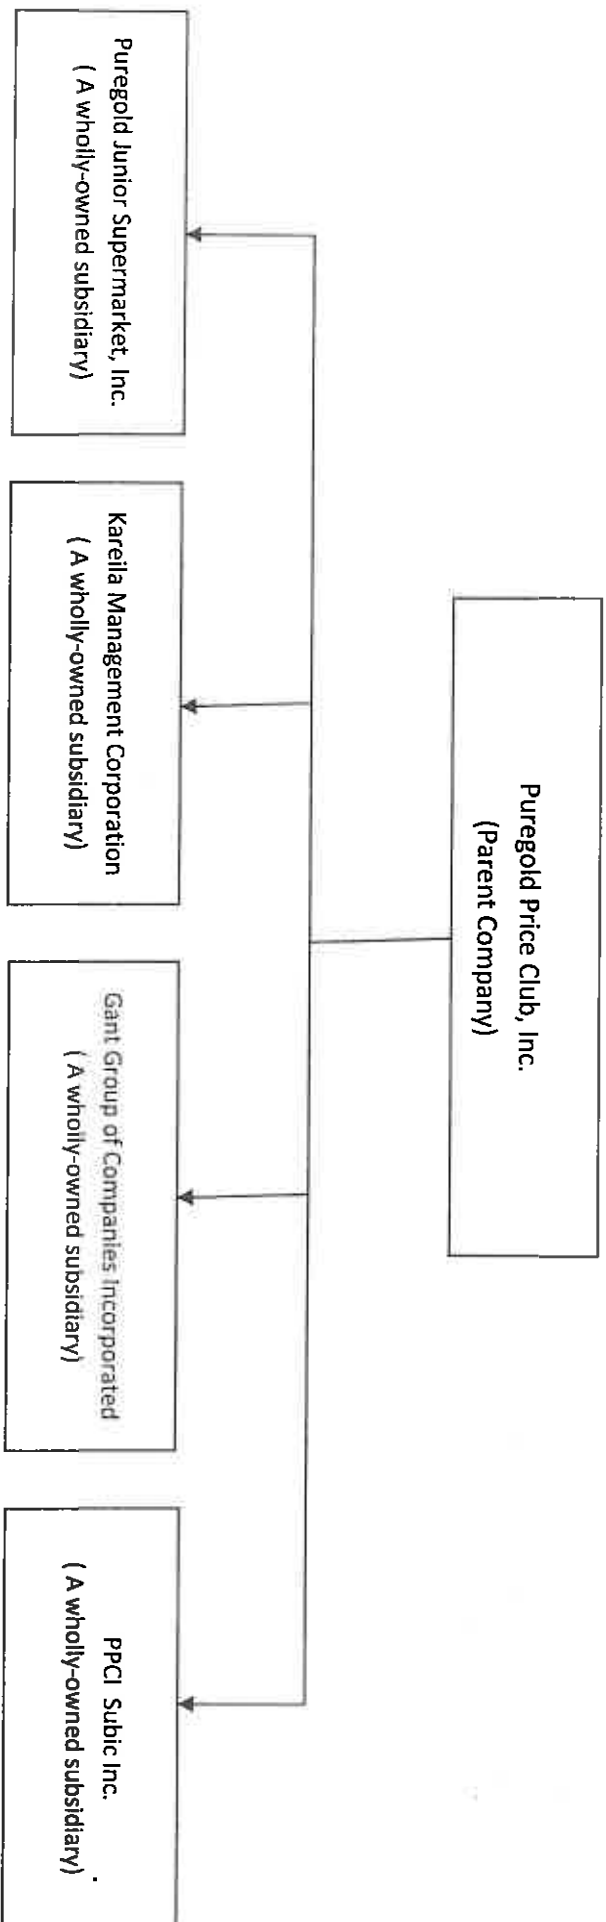 Puregold Price Club, Inc.
(Parent Company)
Puregold Junior Supermarket, Inc.
( A wholly-owned subsidiary)
Kareila Management Corporation
( A wholly-owned subsidiary)
Gant Group of Companies Incorporated
( A wholly-owned subsidiary)
PPCI Subic Inc.
( A wholly-owned subsidiary)